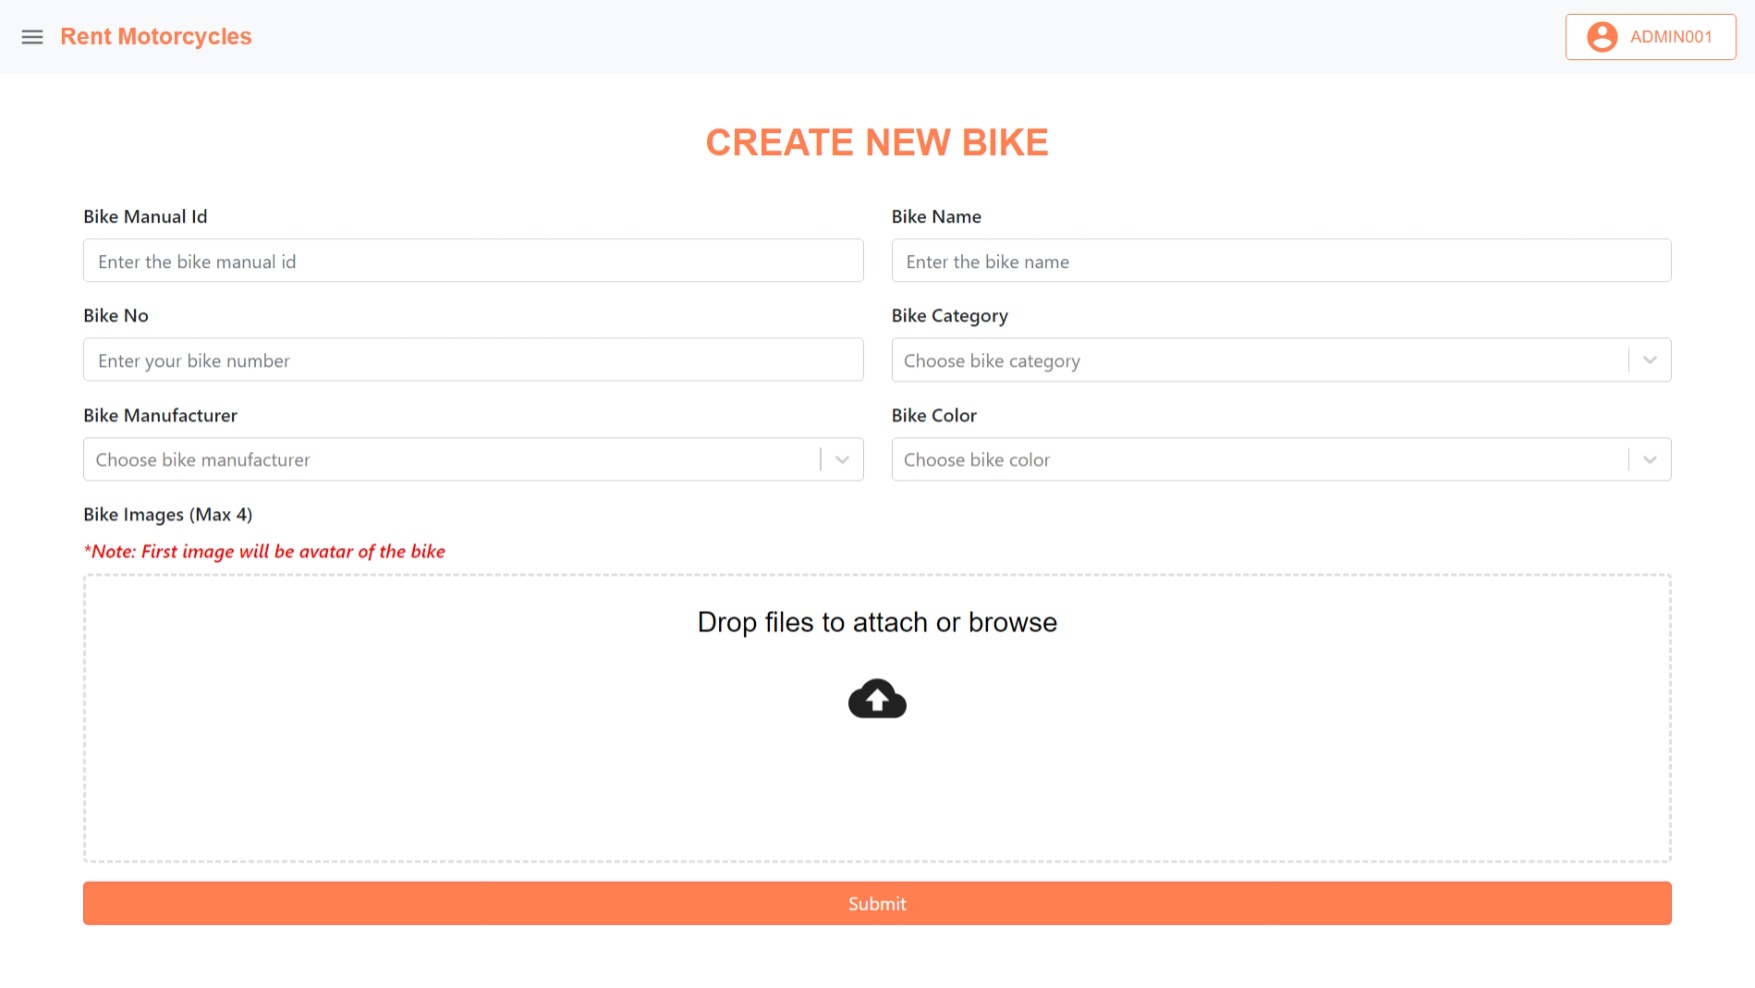 Rent Motorcycles
ADMIN001
CREATE NEW BIKE
Bike Manual Id
Enter the bike manual id
Bike Name
Enter the bike name
Bike No
Enter your bike number
Bike Category
Choose bike category
Bike Manufacturer
Choose bike manufacturer
Bike Color
Choose bike color
Bike Images (Max 4)
*Note: First image will be avatar of the bike
Drop files to attach or browse
Submit